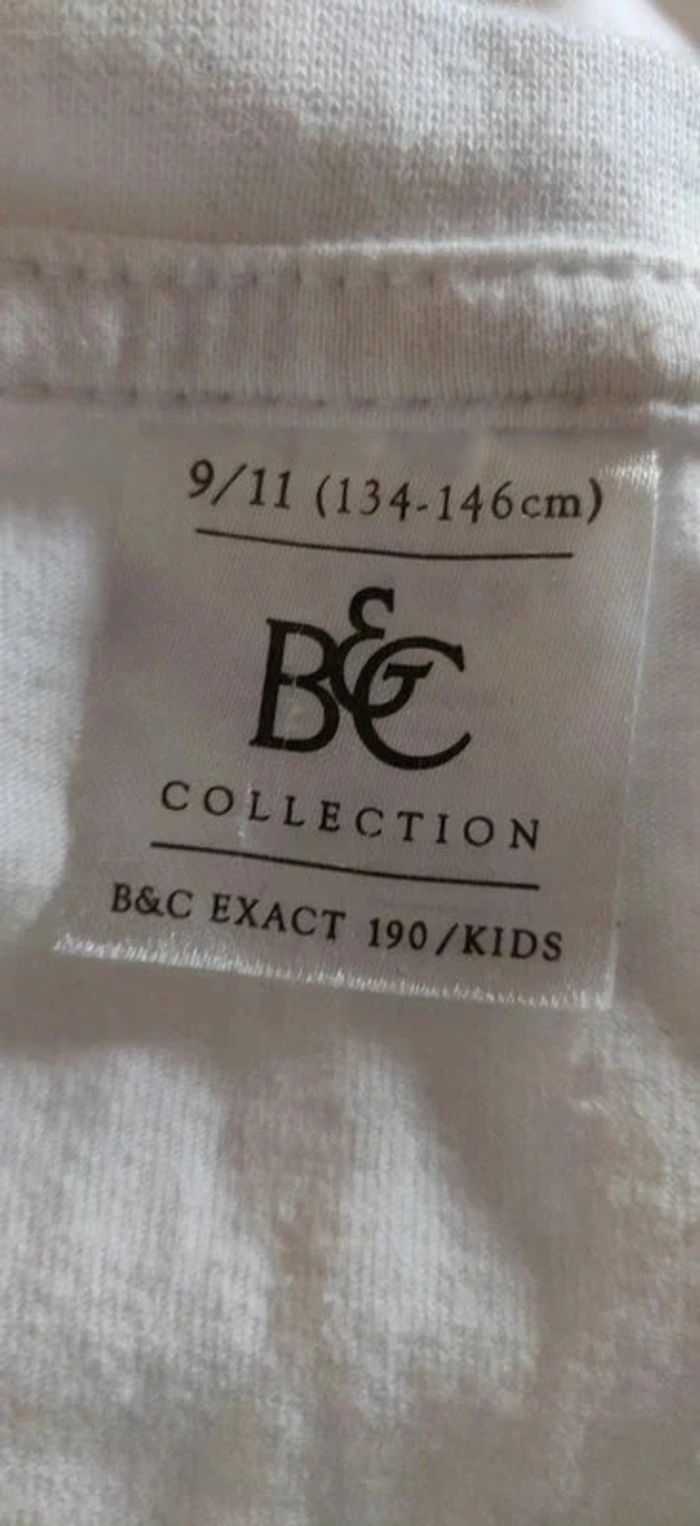 9/11 (134-146cm)
B&C
COLLECTION
B&C EXACT 190/KIDS